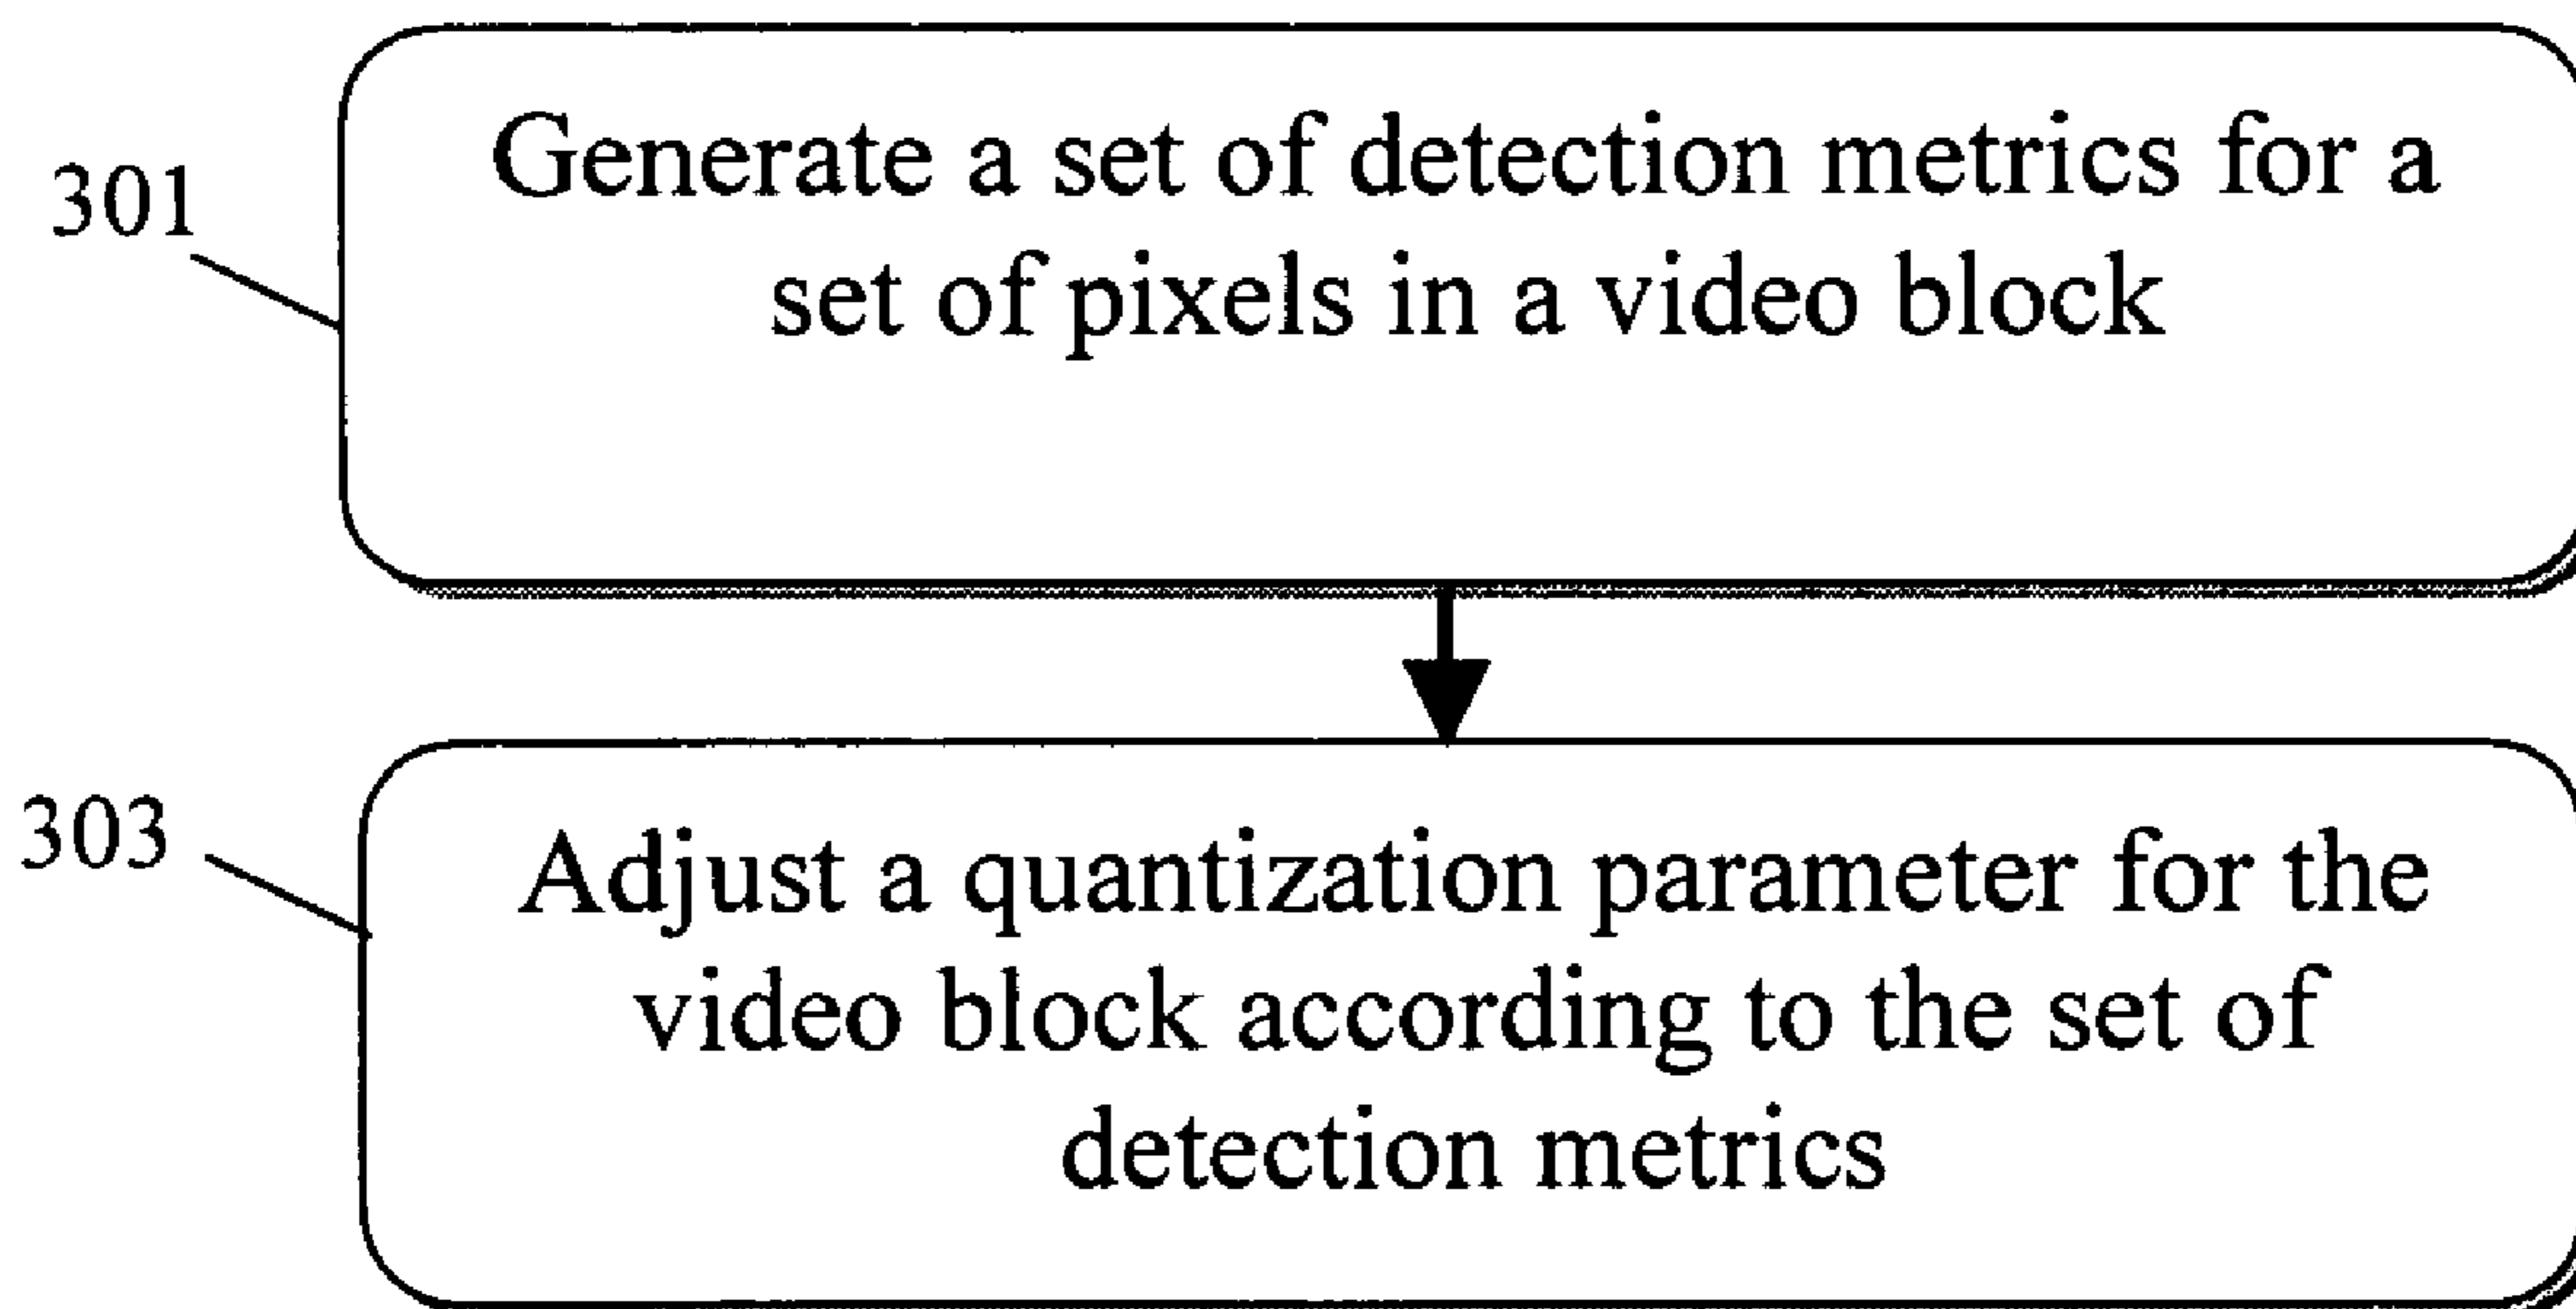 301
Generate a set of detection metrics for a
set of pixels in a video block
303
Adjust a quantization parameter for the
video block according to the set of
detection metrics